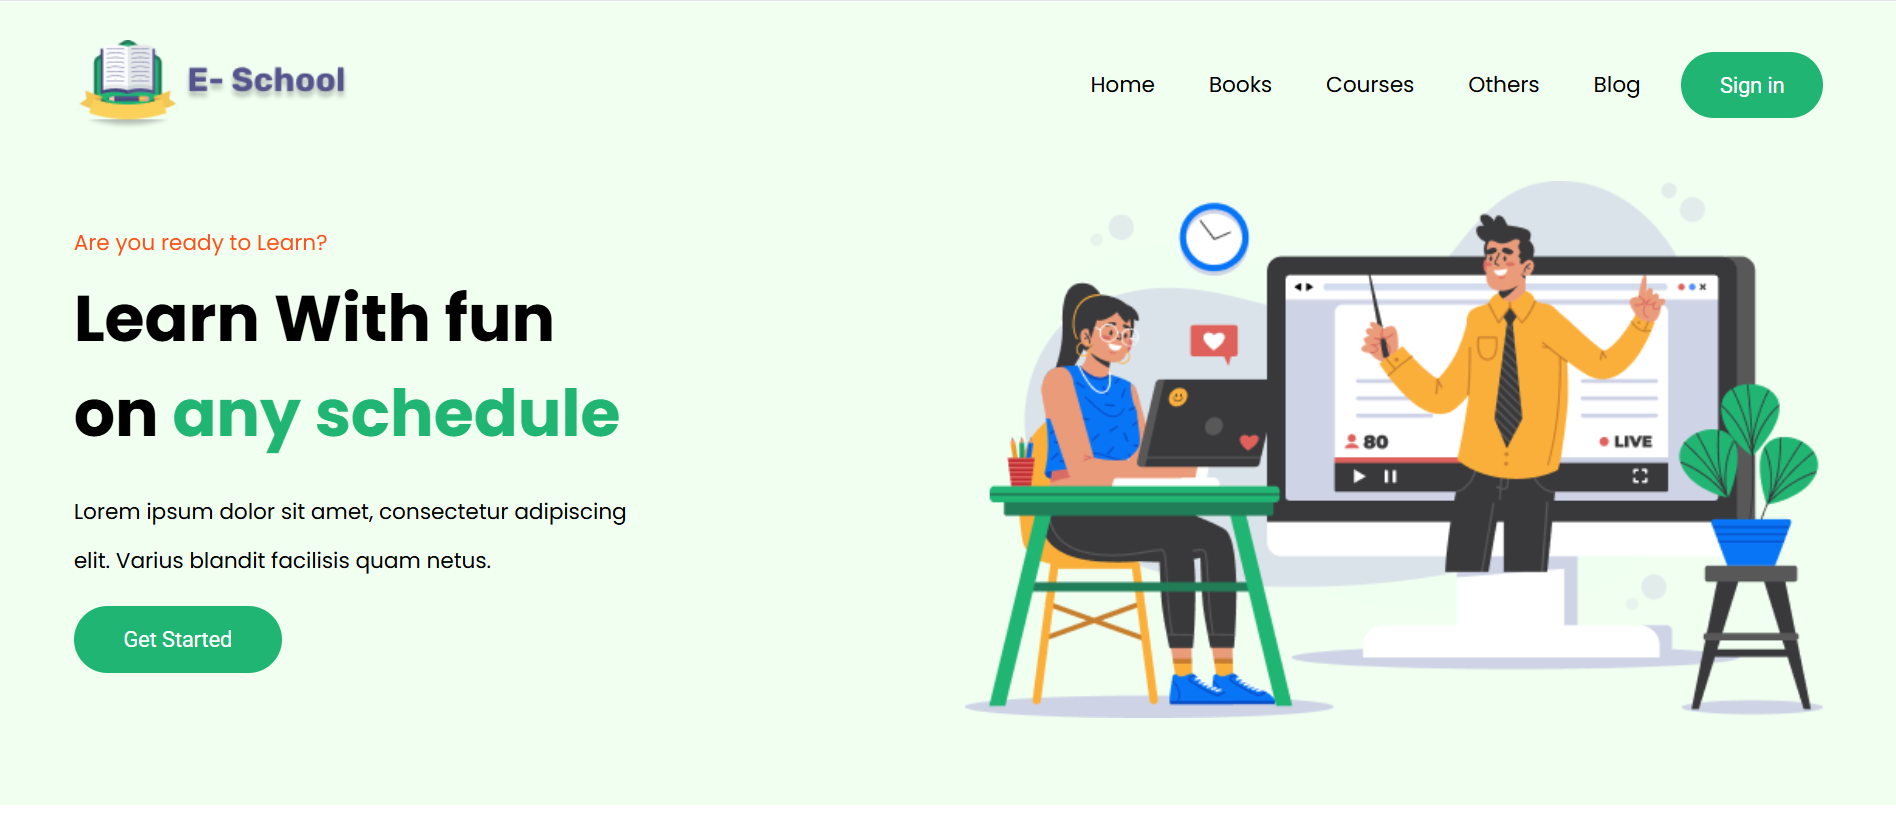 E- School
Home Books Courses Others Blog Sign in
Are you ready to Learn?
Learn With fun
on any schedule
Lorem ipsum dolor sit amet, consectetur adipiscing
elit. Varius blandit facilisis quam netus.
Get Started
80
LIVE